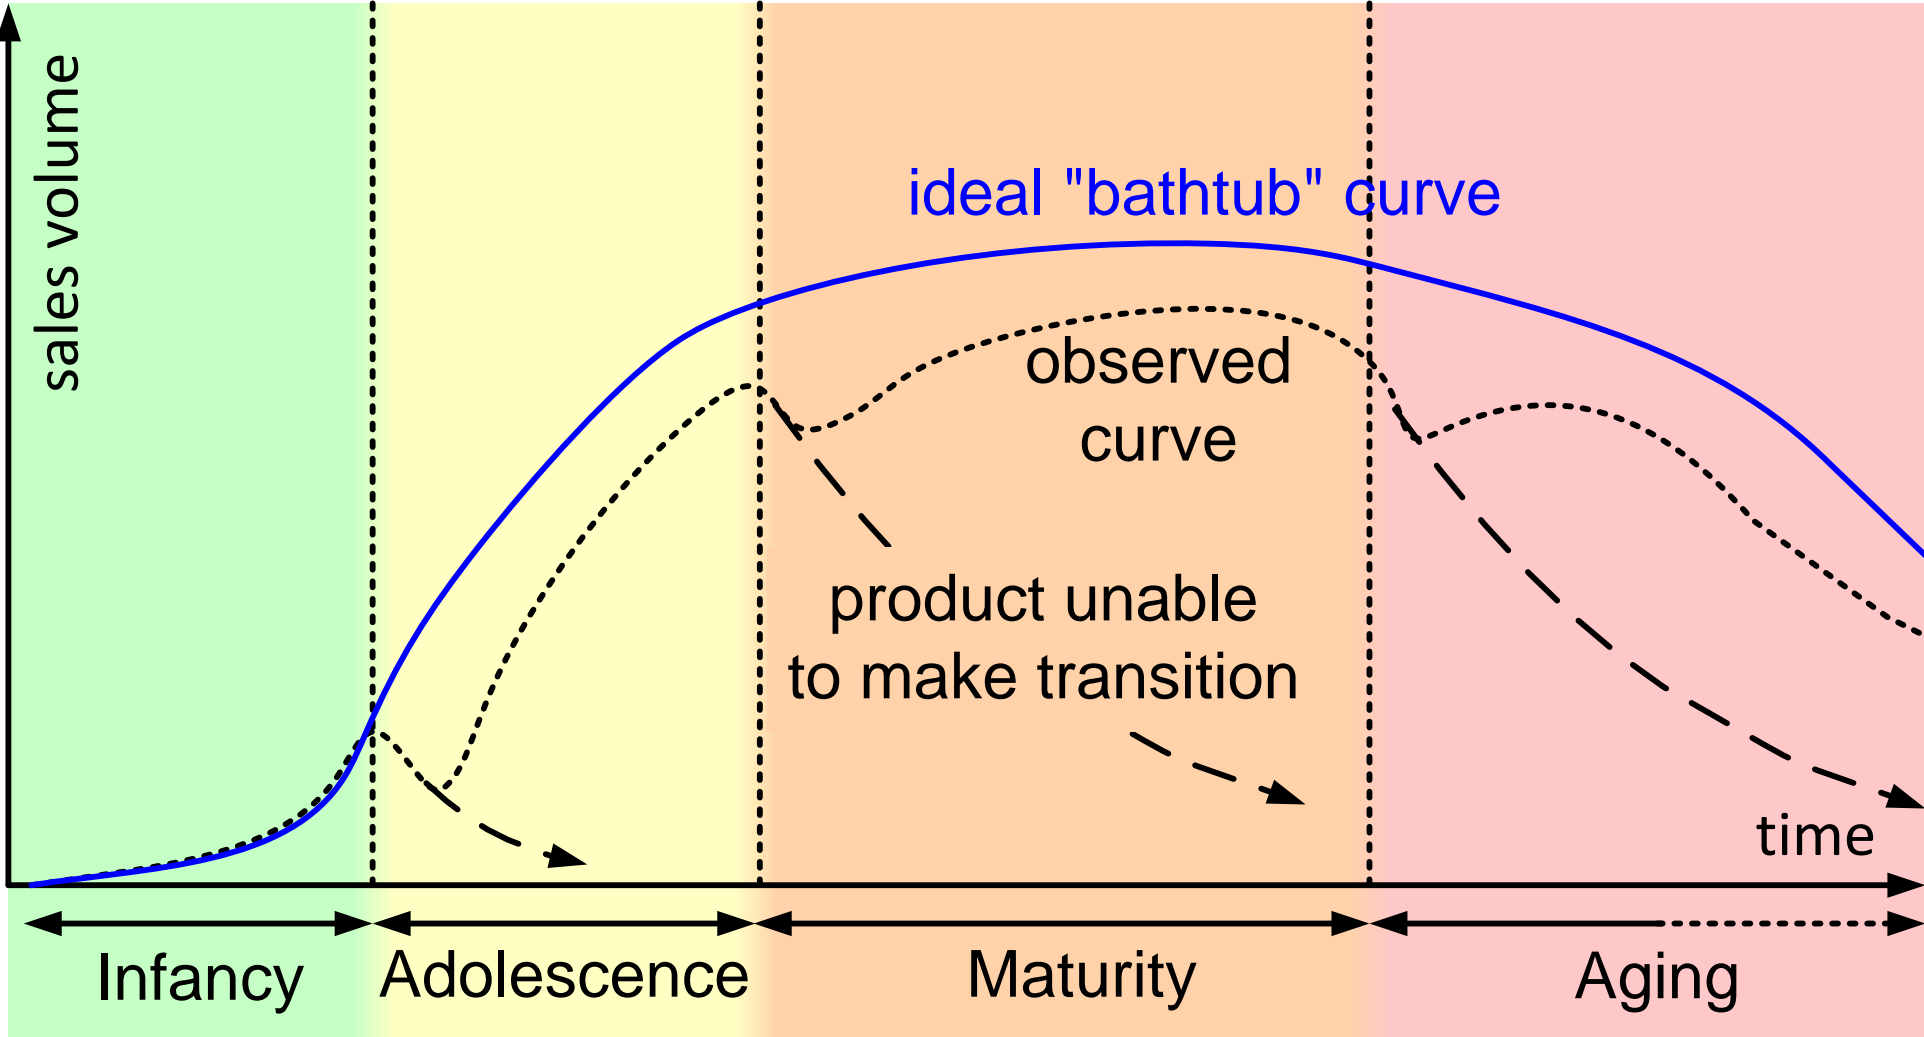 sales volume
ideal "bathtub" curve
observed
curve
product unable
to make transition
time
Infancy
Adolescence
Maturity
Aging